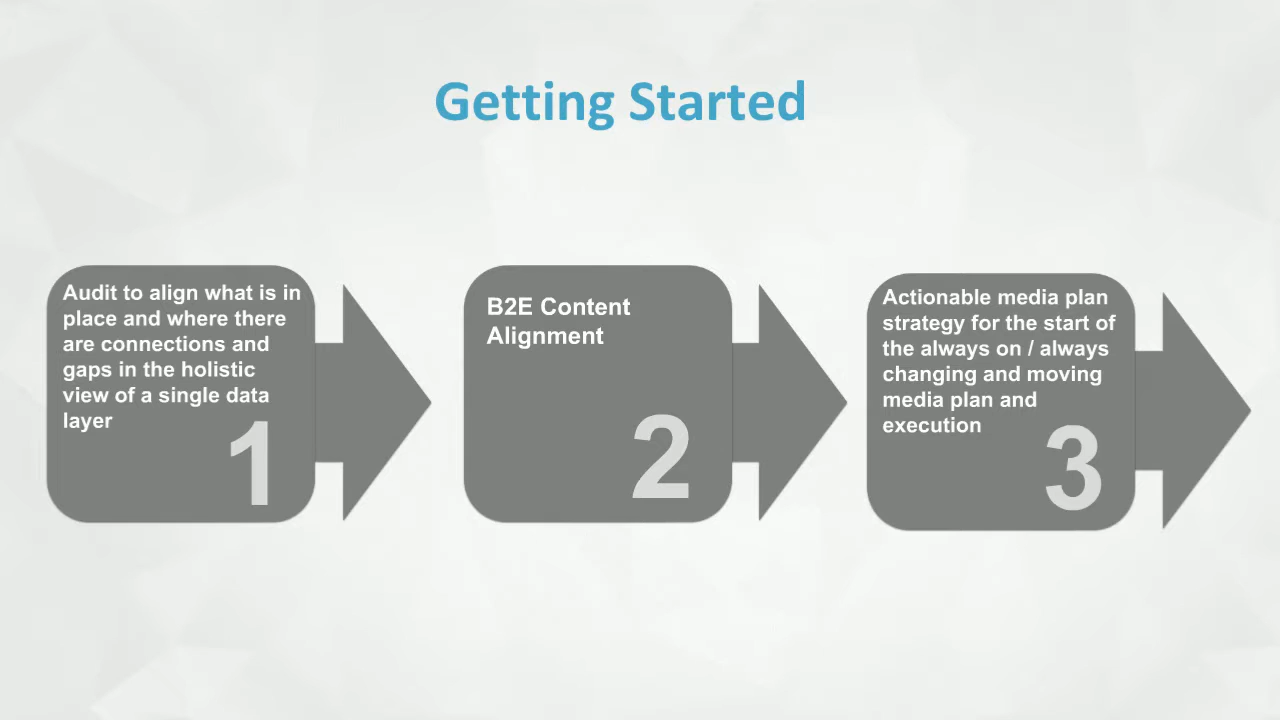 Getting Started
Audit to align what is in
place and where there
are connections and
gaps in the holistic
view of a single data
layer
1
B2E Content
Alignment
2
Actionable media plan
strategy for the start of
the always on / always
changing and moving
media plan and
execution
3